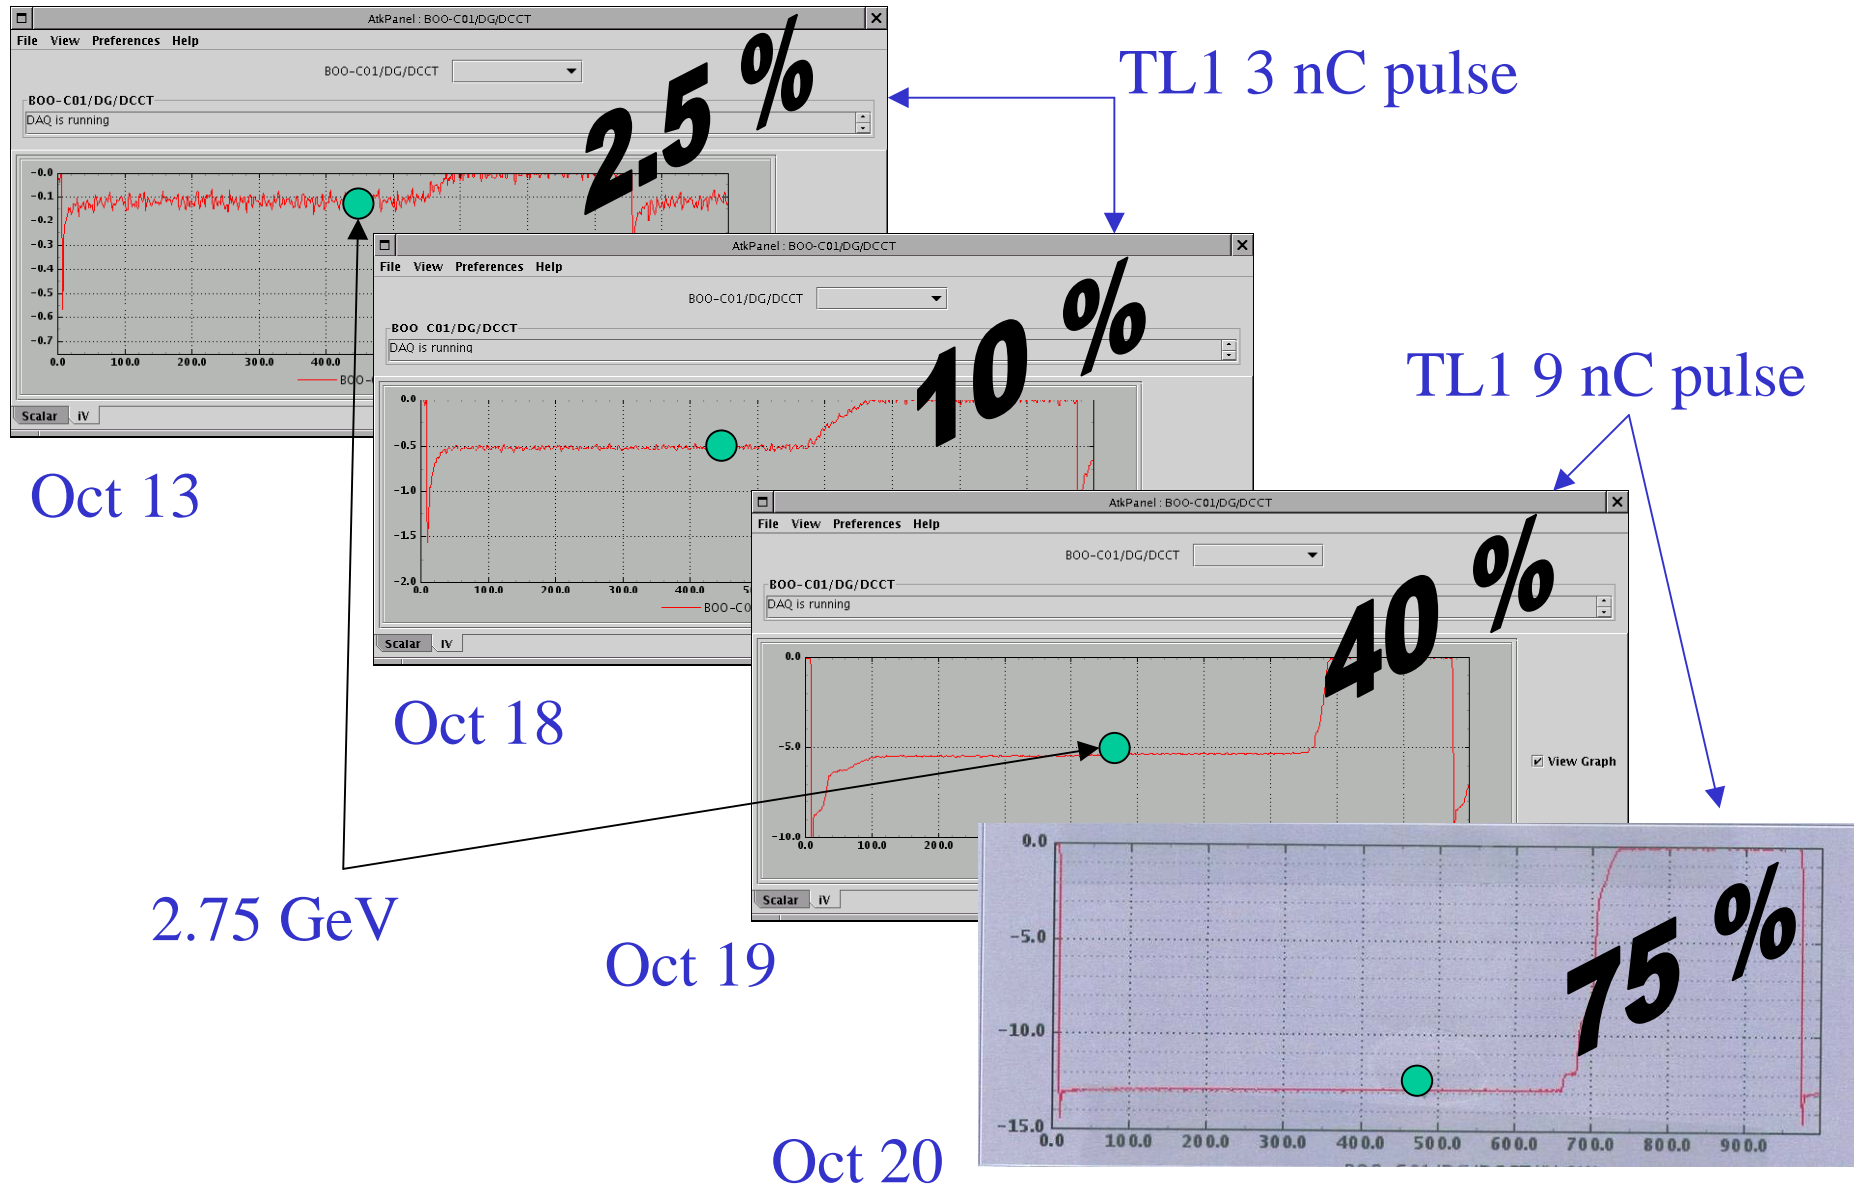 AtkPanel : BOO-C01/DG/DCCT
File View Preferences Help
BOO-C01/DG/DCCT
BOO-C01/DG/DCCT
DAQ is running
2.5 %
-0.0
-0.1
-0.2
-0.3
-0.4
-0.5
-0.6
-0.7
0.0 100.0 200.0 300.0 400.0
Scalar iV
Oct 13
TL1 3 nC pulse
AtkPanel : BOO-C01/DG/DCCT
File View Preferences Help
BOO-C01/DG/DCCT
BOO C01/DG/DCCT
DAQ is running
10 %
0.0
-0.5
-1.0
-1.5
-2.0
0.0 100.0 200.0 300.0 400.0
BOO-C0
Scalar iV
Oct 18
TL1 9 nC pulse
AtkPanel : BOO-C01/DG/DCCT
File View Preferences Help
BOO-C01/DG/DCCT
BOO-C01/DG/DCCT
DAQ is running
40 %
0.0
-5.0
-10.0
0.0 100.0 200.0
View Graph
Scalar iV
2.75 GeV
Oct 19
0.0
-5.0
-10.0
-15.0
0.0 100.0 200.0 300.0 400.0 500.0 600.0 700.0 800.0 900.0
75 %
Oct 20